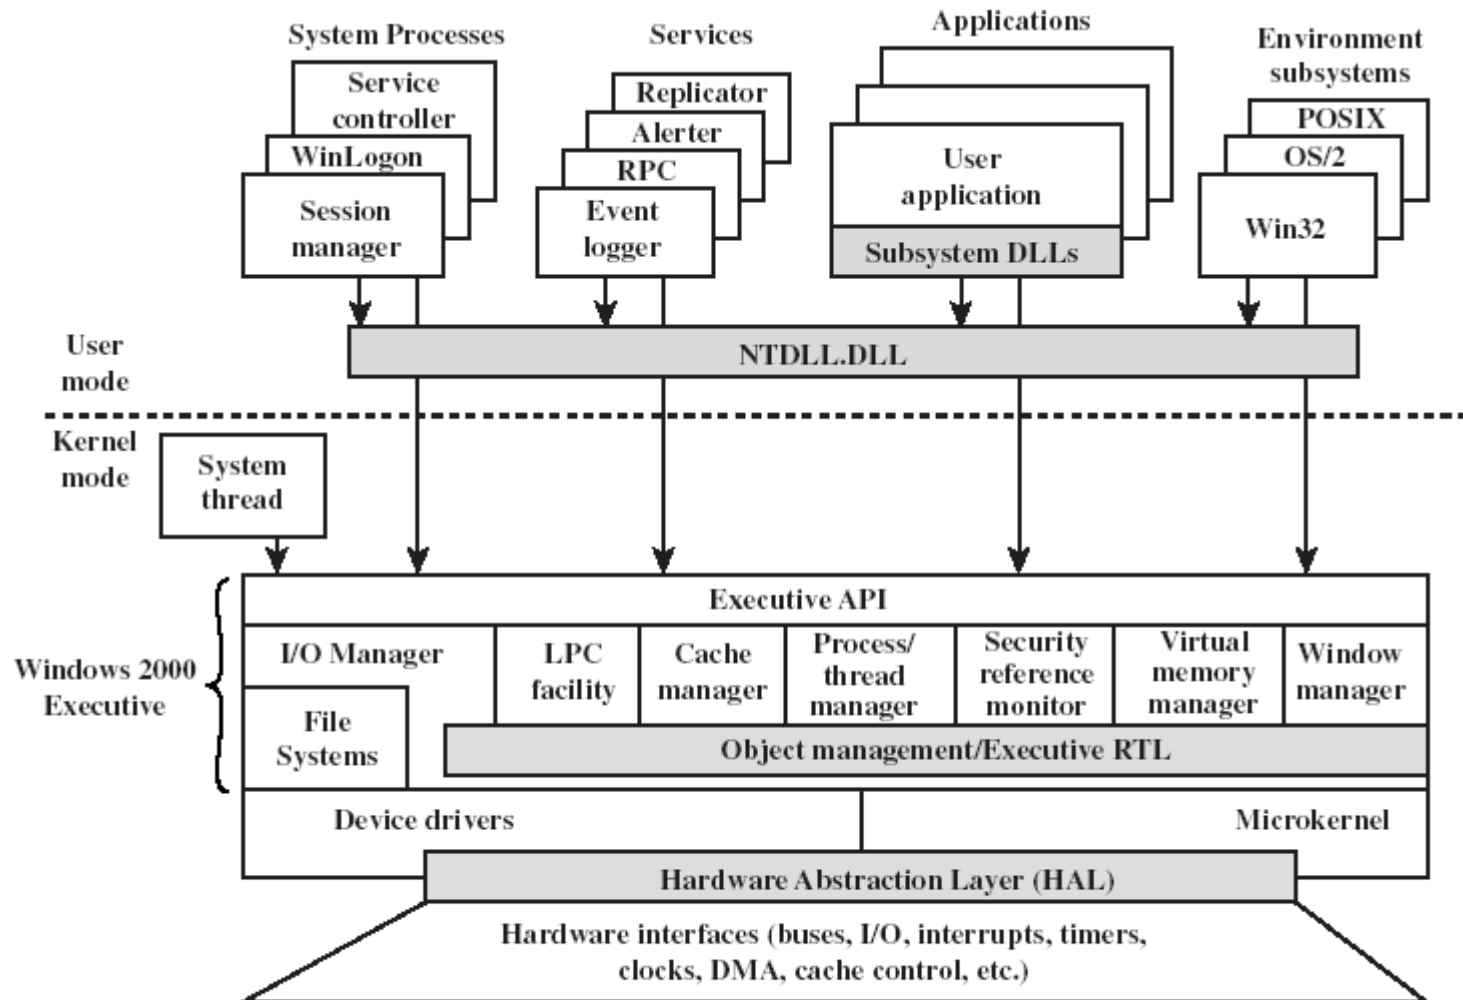 System Processes
Services
Applications
Environment
subsystems
Service
controller
WinLogon
Session
manager
Replicator
Alerter
RPC
Event
logger
User
application
Subsystem DLLs
POSIX
OS/2
Win32
NTDLL.DLL
User
mode
Kernel
mode
System
thread
Windows 2000
Executive
Executive API
I/O Manager
File
Systems
LPC
facility
Cache
manager
Process/
thread
manager
Security
reference
monitor
Virtual
memory
manager
Window
manager
Object management/Executive RTL
Device drivers
Microkernel
Hardware Abstraction Layer (HAL)
Hardware interfaces (buses, I/O, interrupts, timers,
clocks, DMA, cache control, etc.)